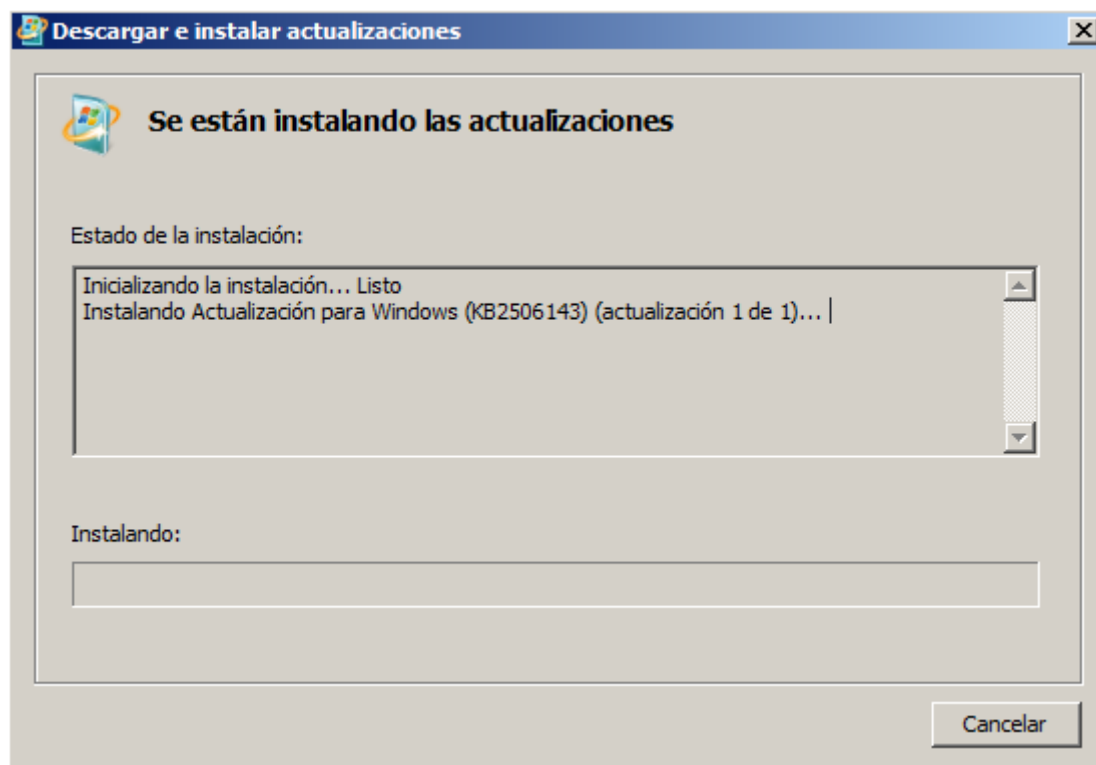 Descargar e instalar actualizaciones
Se están instalando las actualizaciones
Estado de la instalación:
Inicializando la instalación... Listo
Instalando Actualización para Windows (KB2506143) (actualización 1 de 1)...
Instalando:
Cancelar